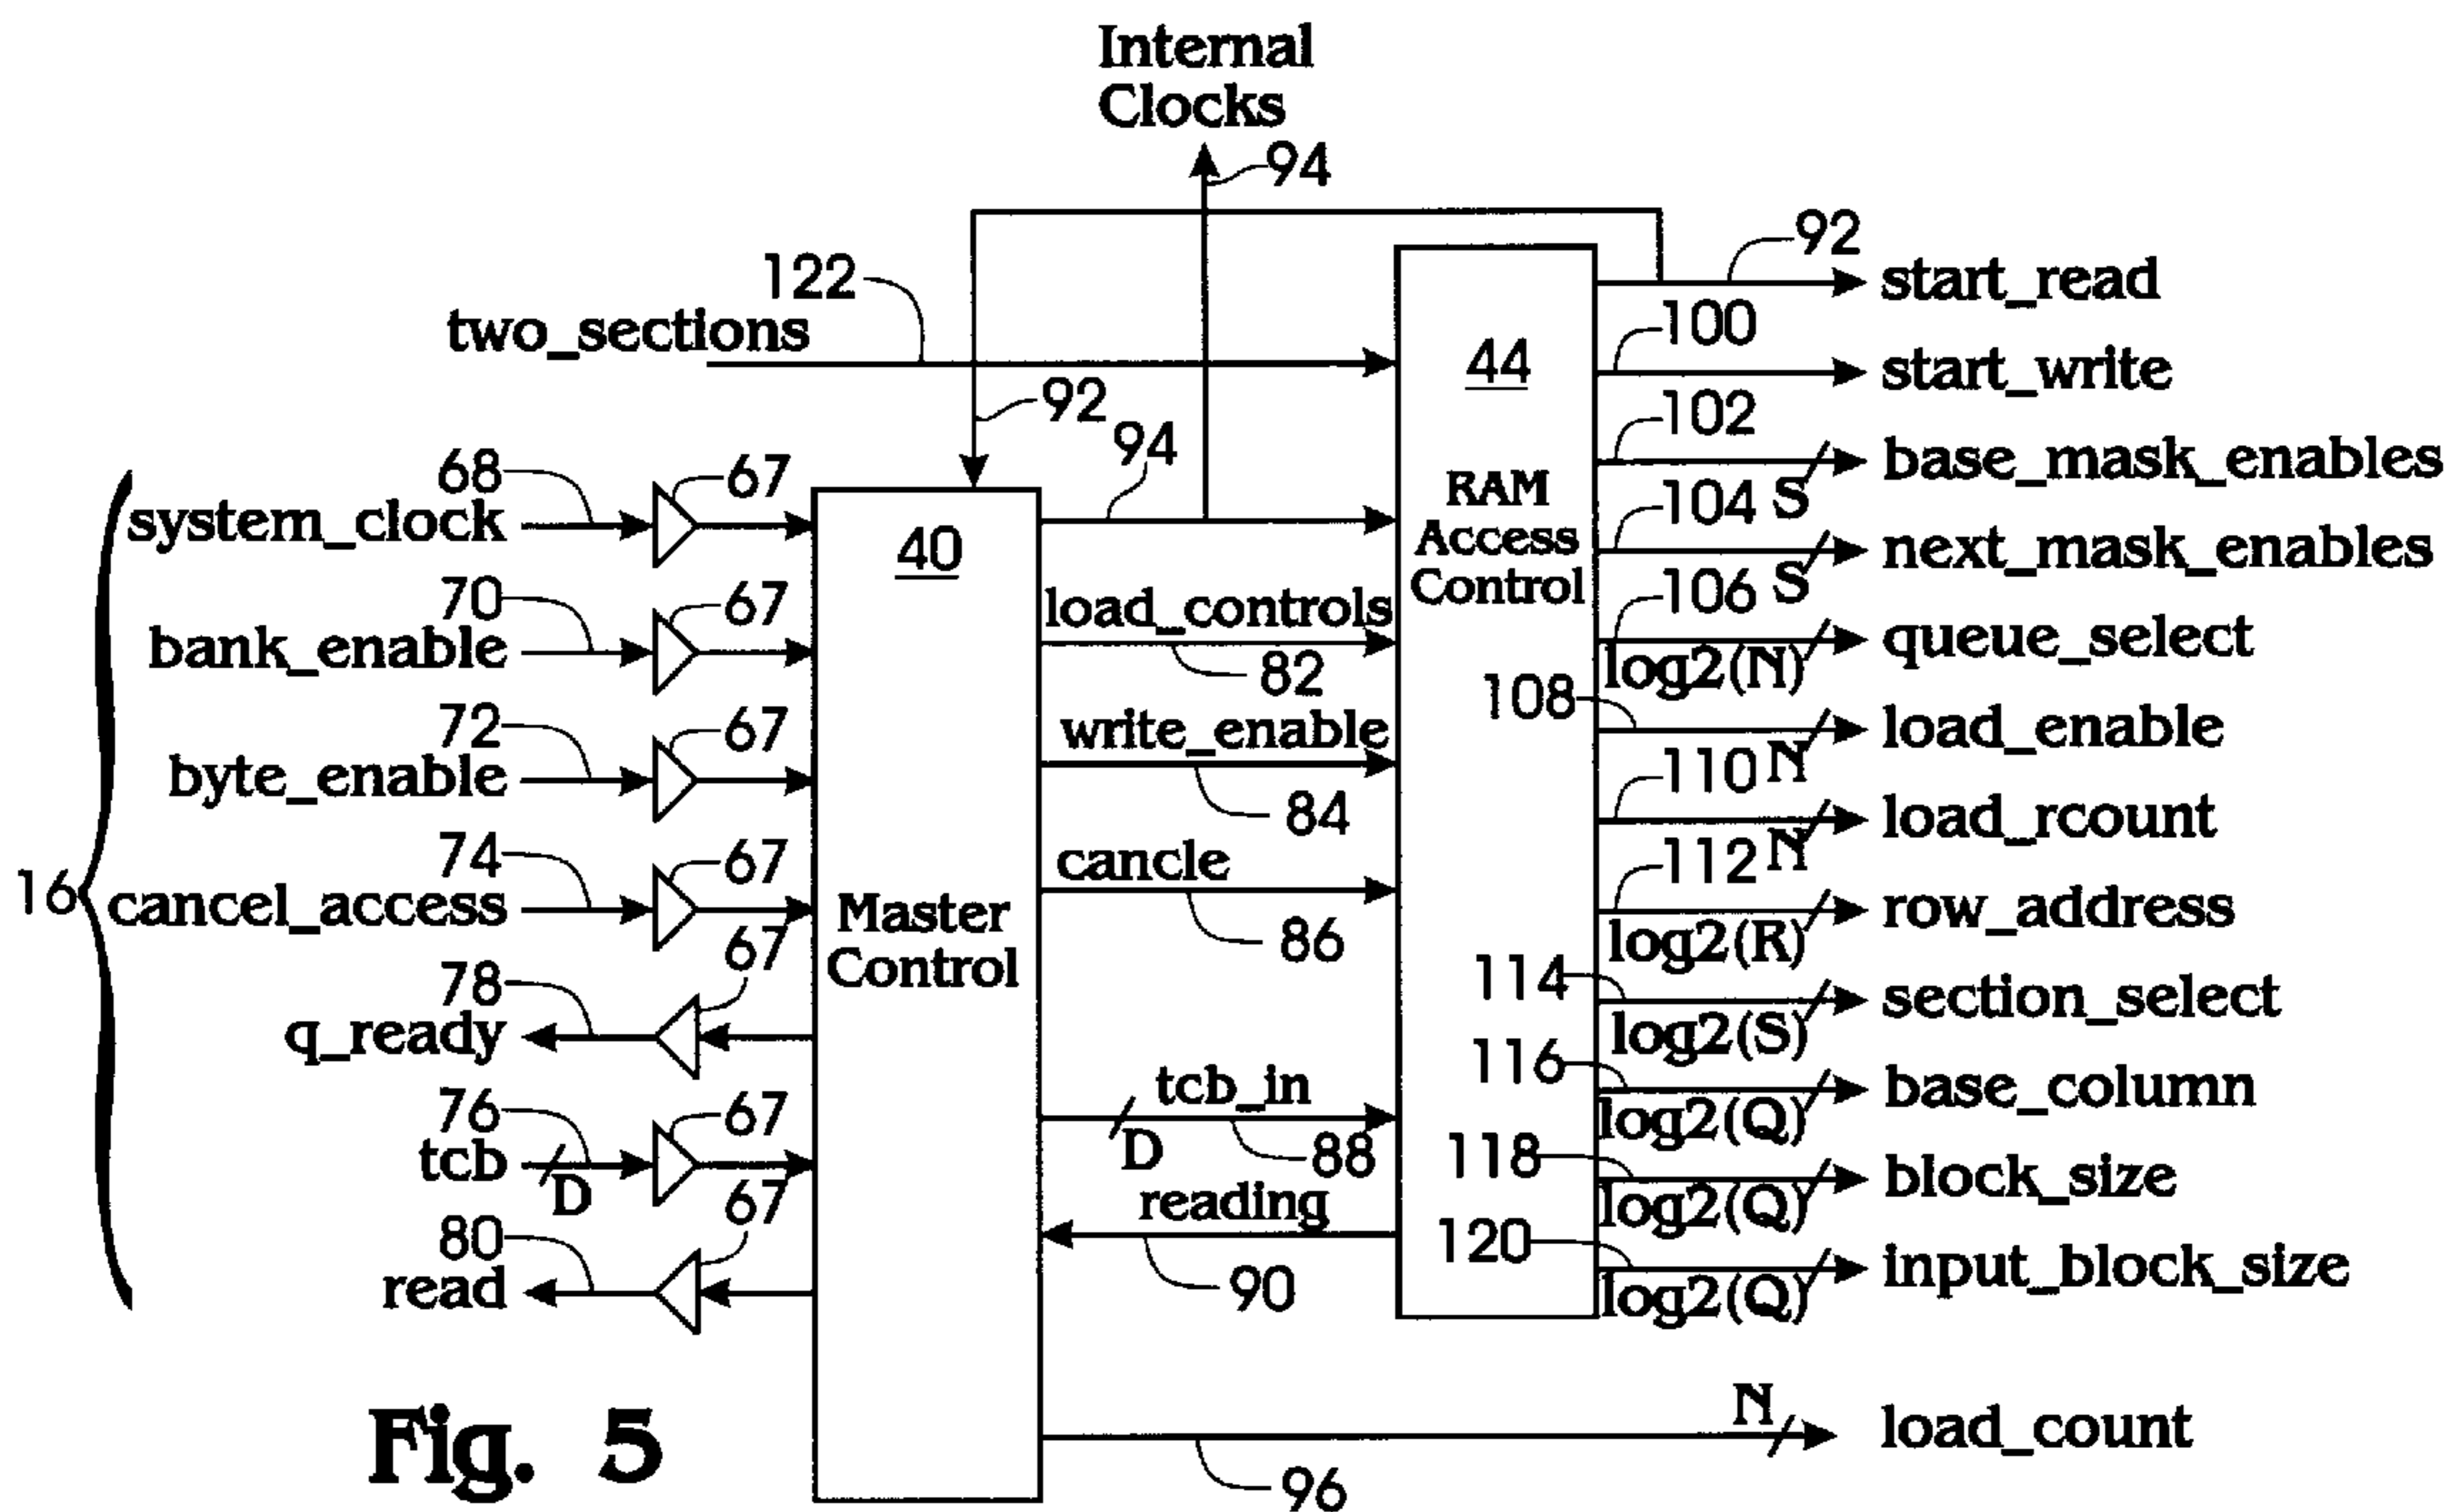 Internal
Clocks
94
92
start_read
122
two_sections
100
start_write
44
92
94
102
base_mask_enables
S
68
67
system_clock
40
RAM
Access
Control
104
next_mask_enables
S
70
67
bank_enable
load_controls
82
106
queue_select
log2(N)
72
67
byte_enable
write_enable
84
108
load_enable
N
110
load_rcount
N
74
67
cancel_access
16
cancle
86
Master
Control
112
row_address
log2(R)
78
67
q_ready
114
section_select
log2(S)
76
67
tcb
D
tcb_in
D
88
116
base_column
log2(Q)
118
block_size
log2(Q)
80
67
read
reading
90
120
input_block_size
log2(Q)
N
load_count
96
Fig. 5